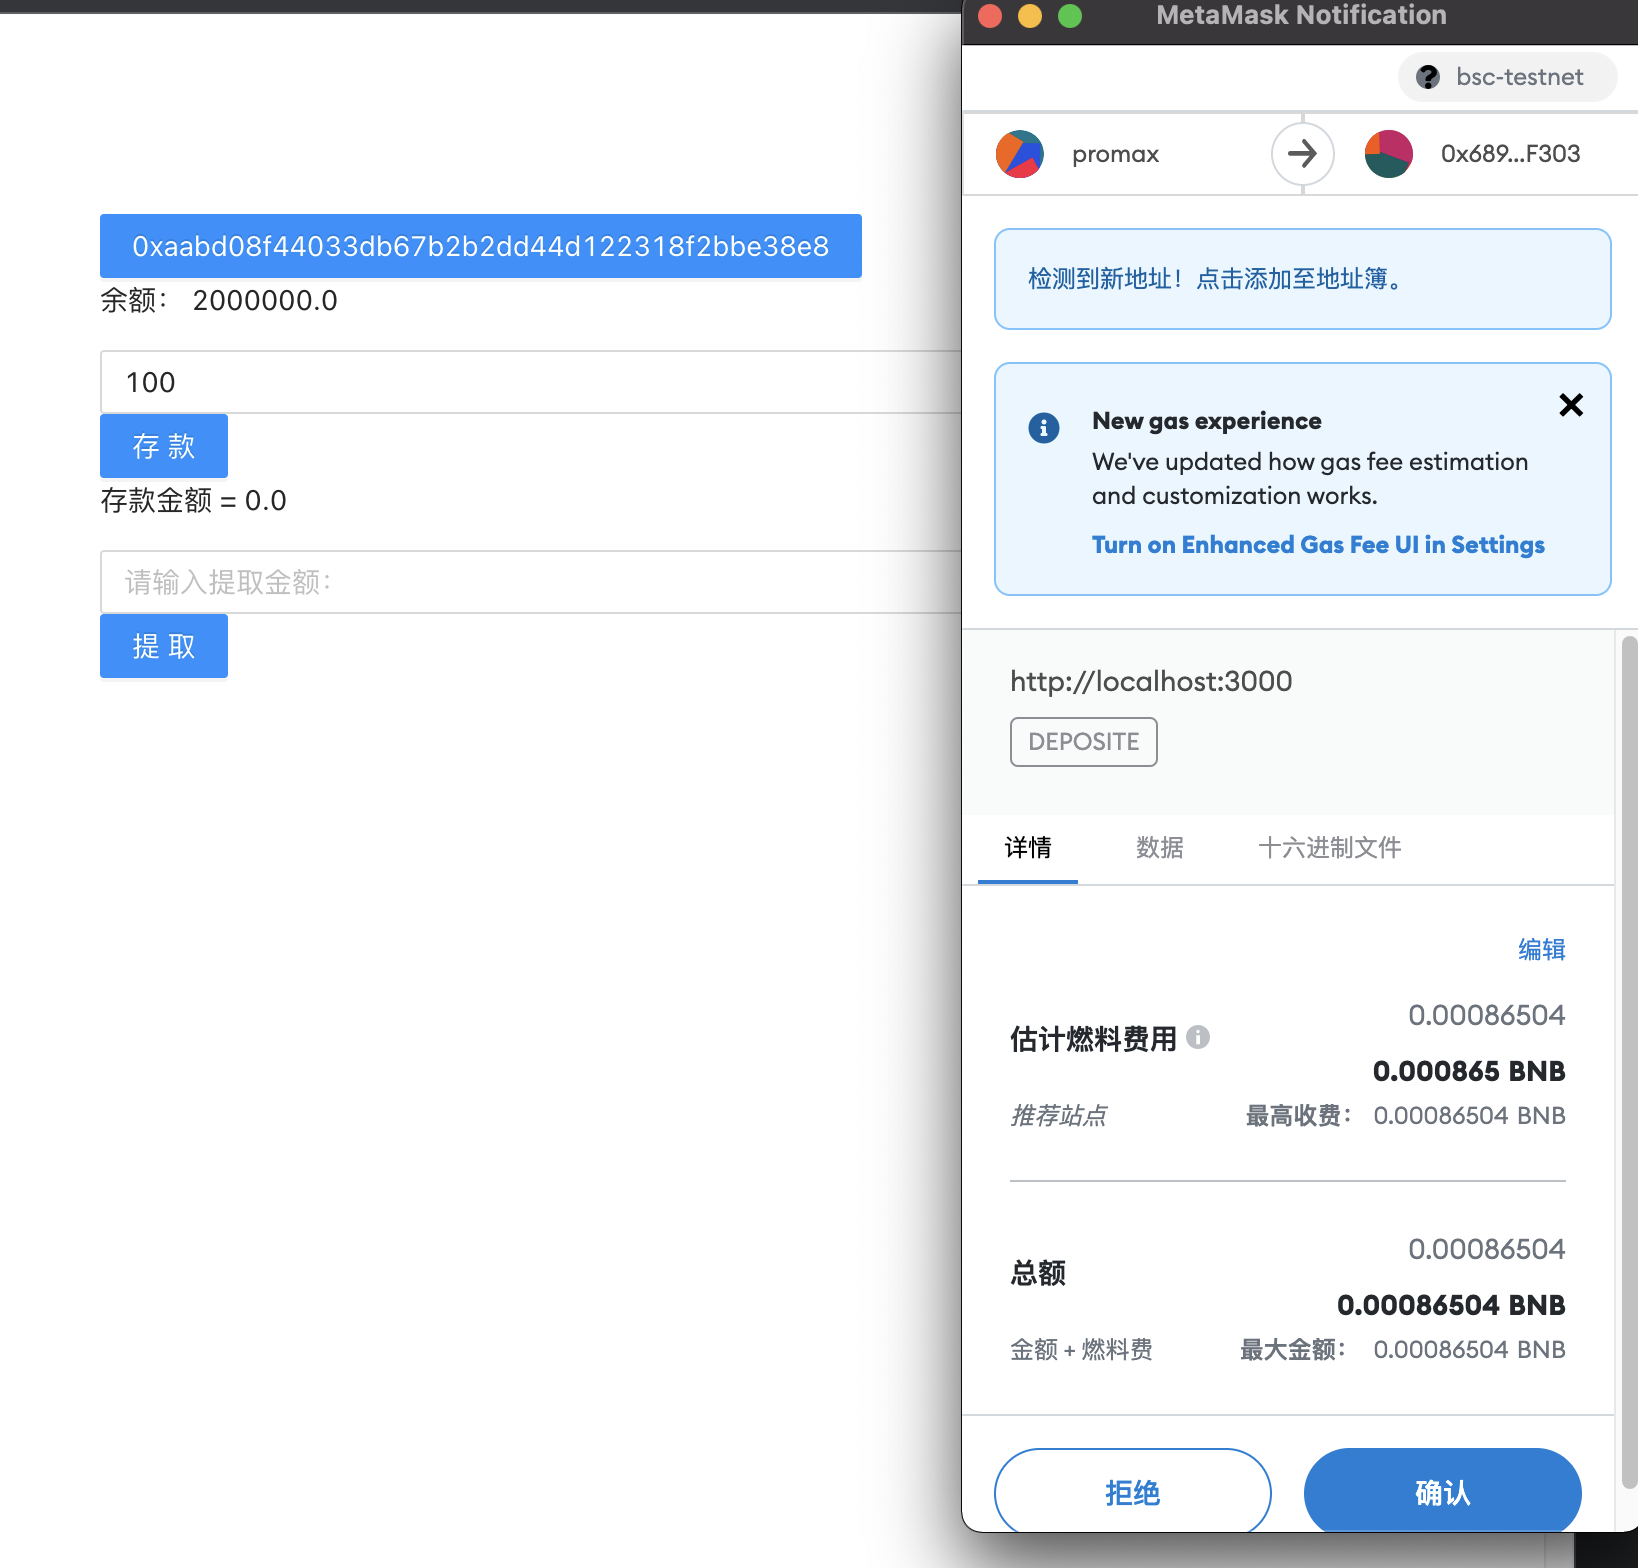 0xaabd08f44033db67b2b2dd44d122318f2bbe38e8
余额： 2000000.0
100
存 款
存款金额 = 0.0
请输入提取金额：
提 取
MetaMask Notification
bsc-testnet
promax
0x689...F303
检测到新地址！点击添加至地址簿。
New gas experience
We've updated how gas fee estimation
and customization works.
Turn on Enhanced Gas Fee UI in Settings
http://localhost:3000
DEPOSITE
详情 数据 十六进制文件
编辑
0.00086504
估计燃料费用
0.000865 BNB
推荐站点 最高收费： 0.00086504 BNB
0.00086504
总额
0.00086504 BNB
金额 + 燃料费 最大金额： 0.00086504 BNB
拒绝 确认